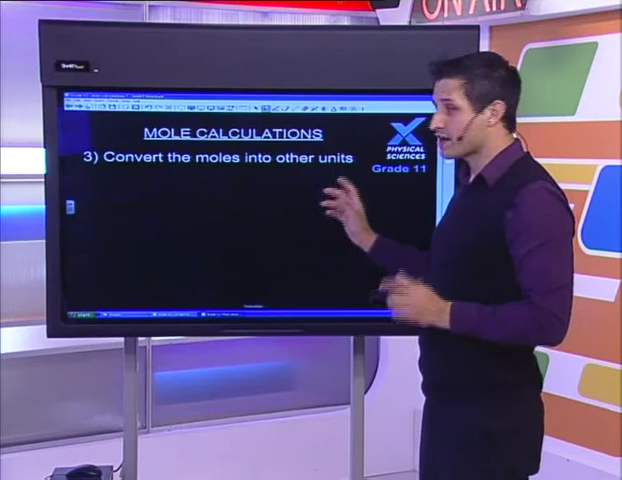 ON AIR
MOLE CALCULATIONS
3) Convert the moles into other units
X
PHYSICAL
SCIENCES
Grade 11